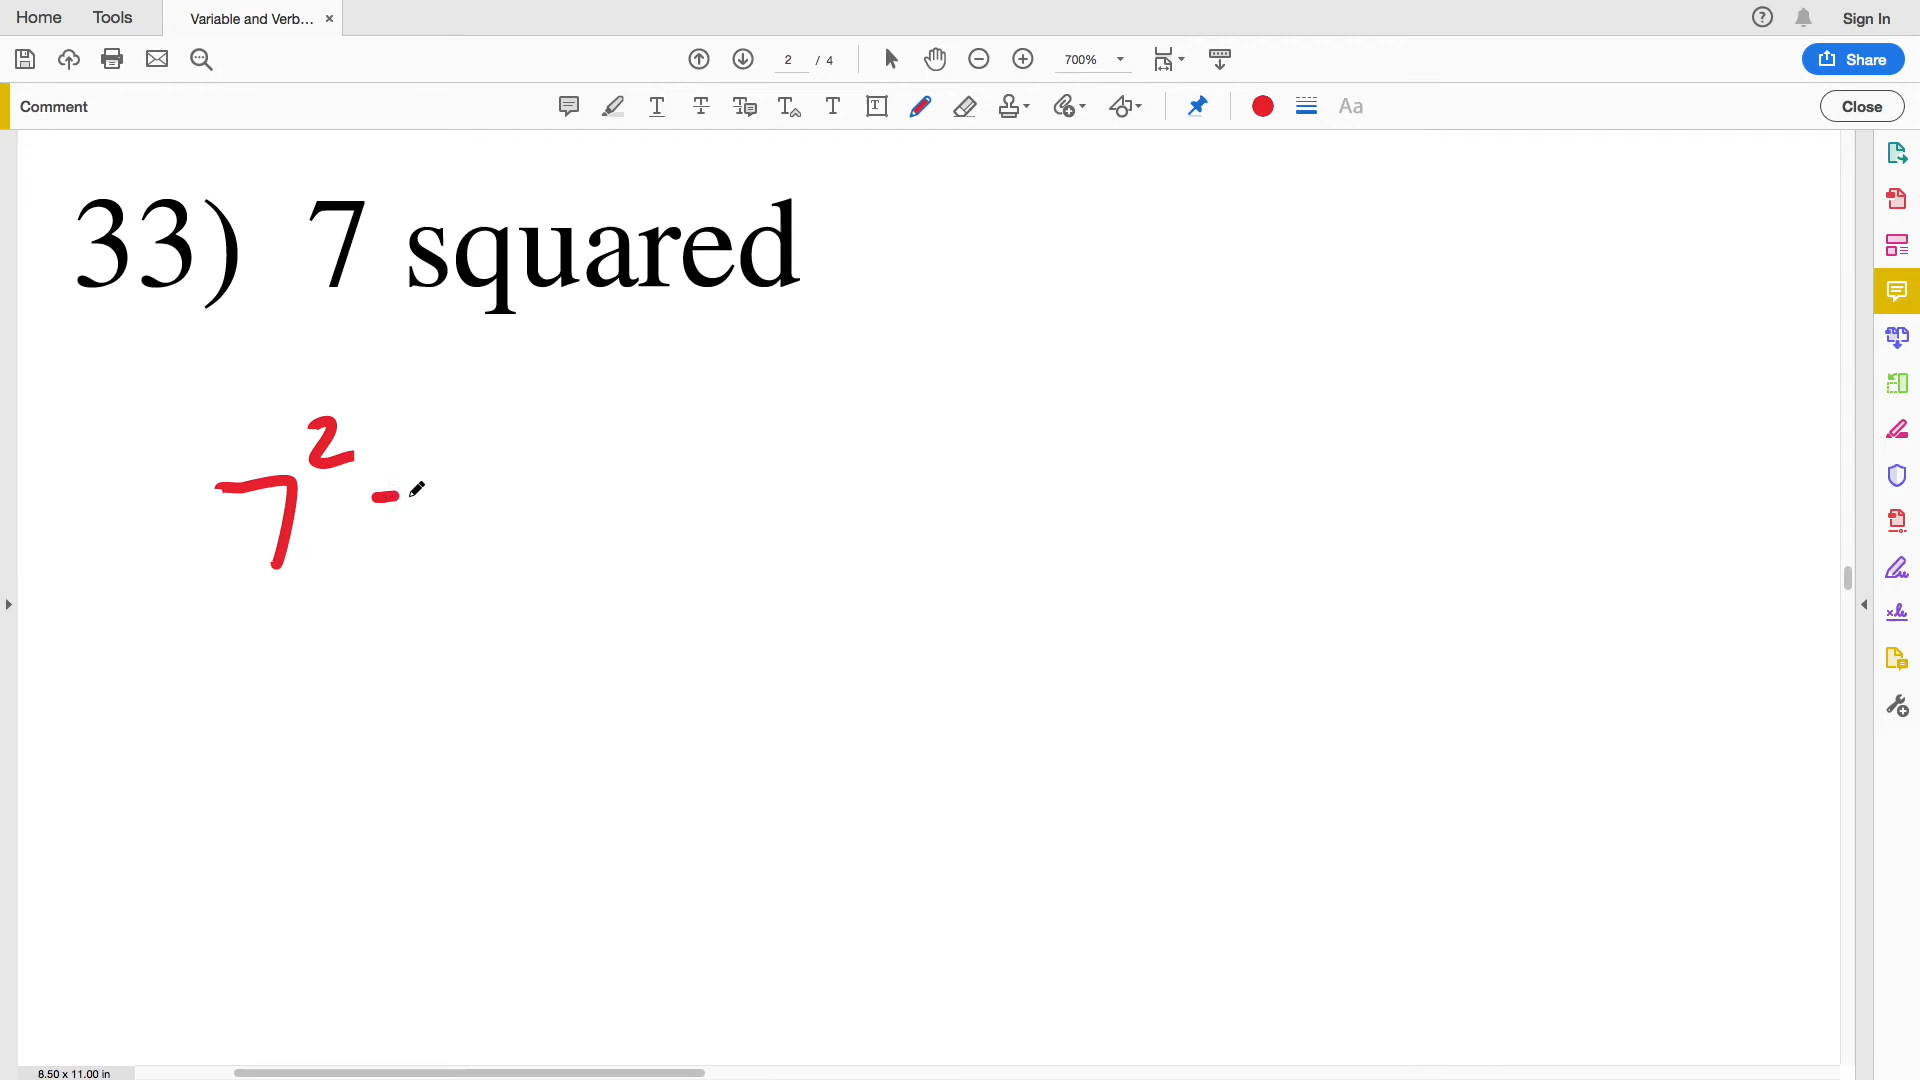 Home Tools Variable and Verb... × Sign In
2 / 4 700% Share
Comment Aa Close
33) 7 squared
7² -
8.50 x 11.00 in